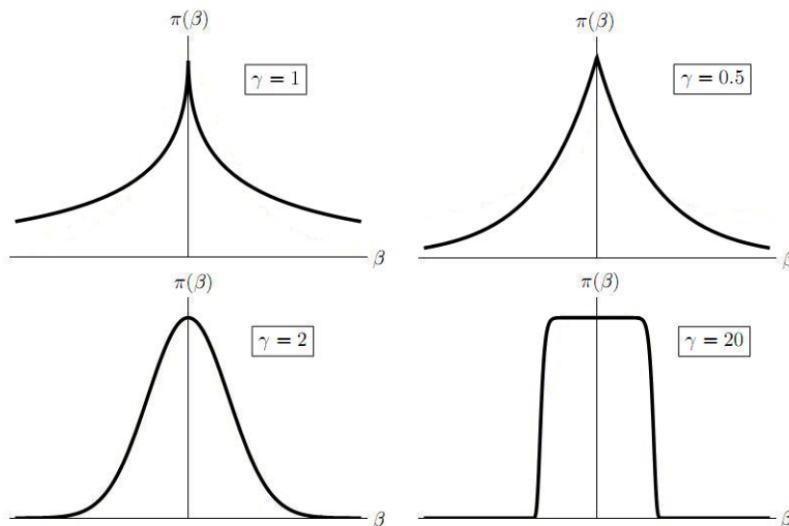 π(β)
γ = 1
β
π(β)
γ = 0.5
β
π(β)
γ = 2
β
π(β)
γ = 20
β